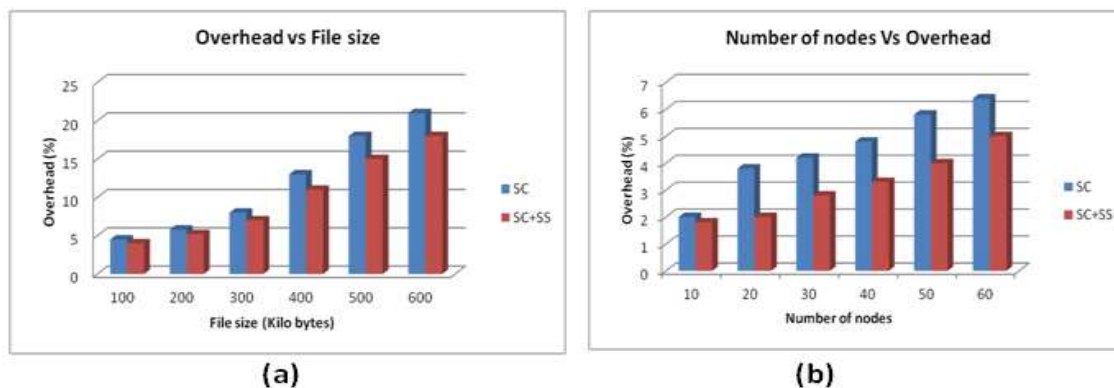 Overhead vs File size
25
20
15
10
5
0
Overhead (%)
100 200 300 400 500 600
File size (Kilo bytes)
SC
SC+SS
(a)
Number of nodes Vs Overhead
7
6
5
4
3
2
1
0
Overhead (%)
10 20 30 40 50 60
Number of nodes
SC
SC+SS
(b)